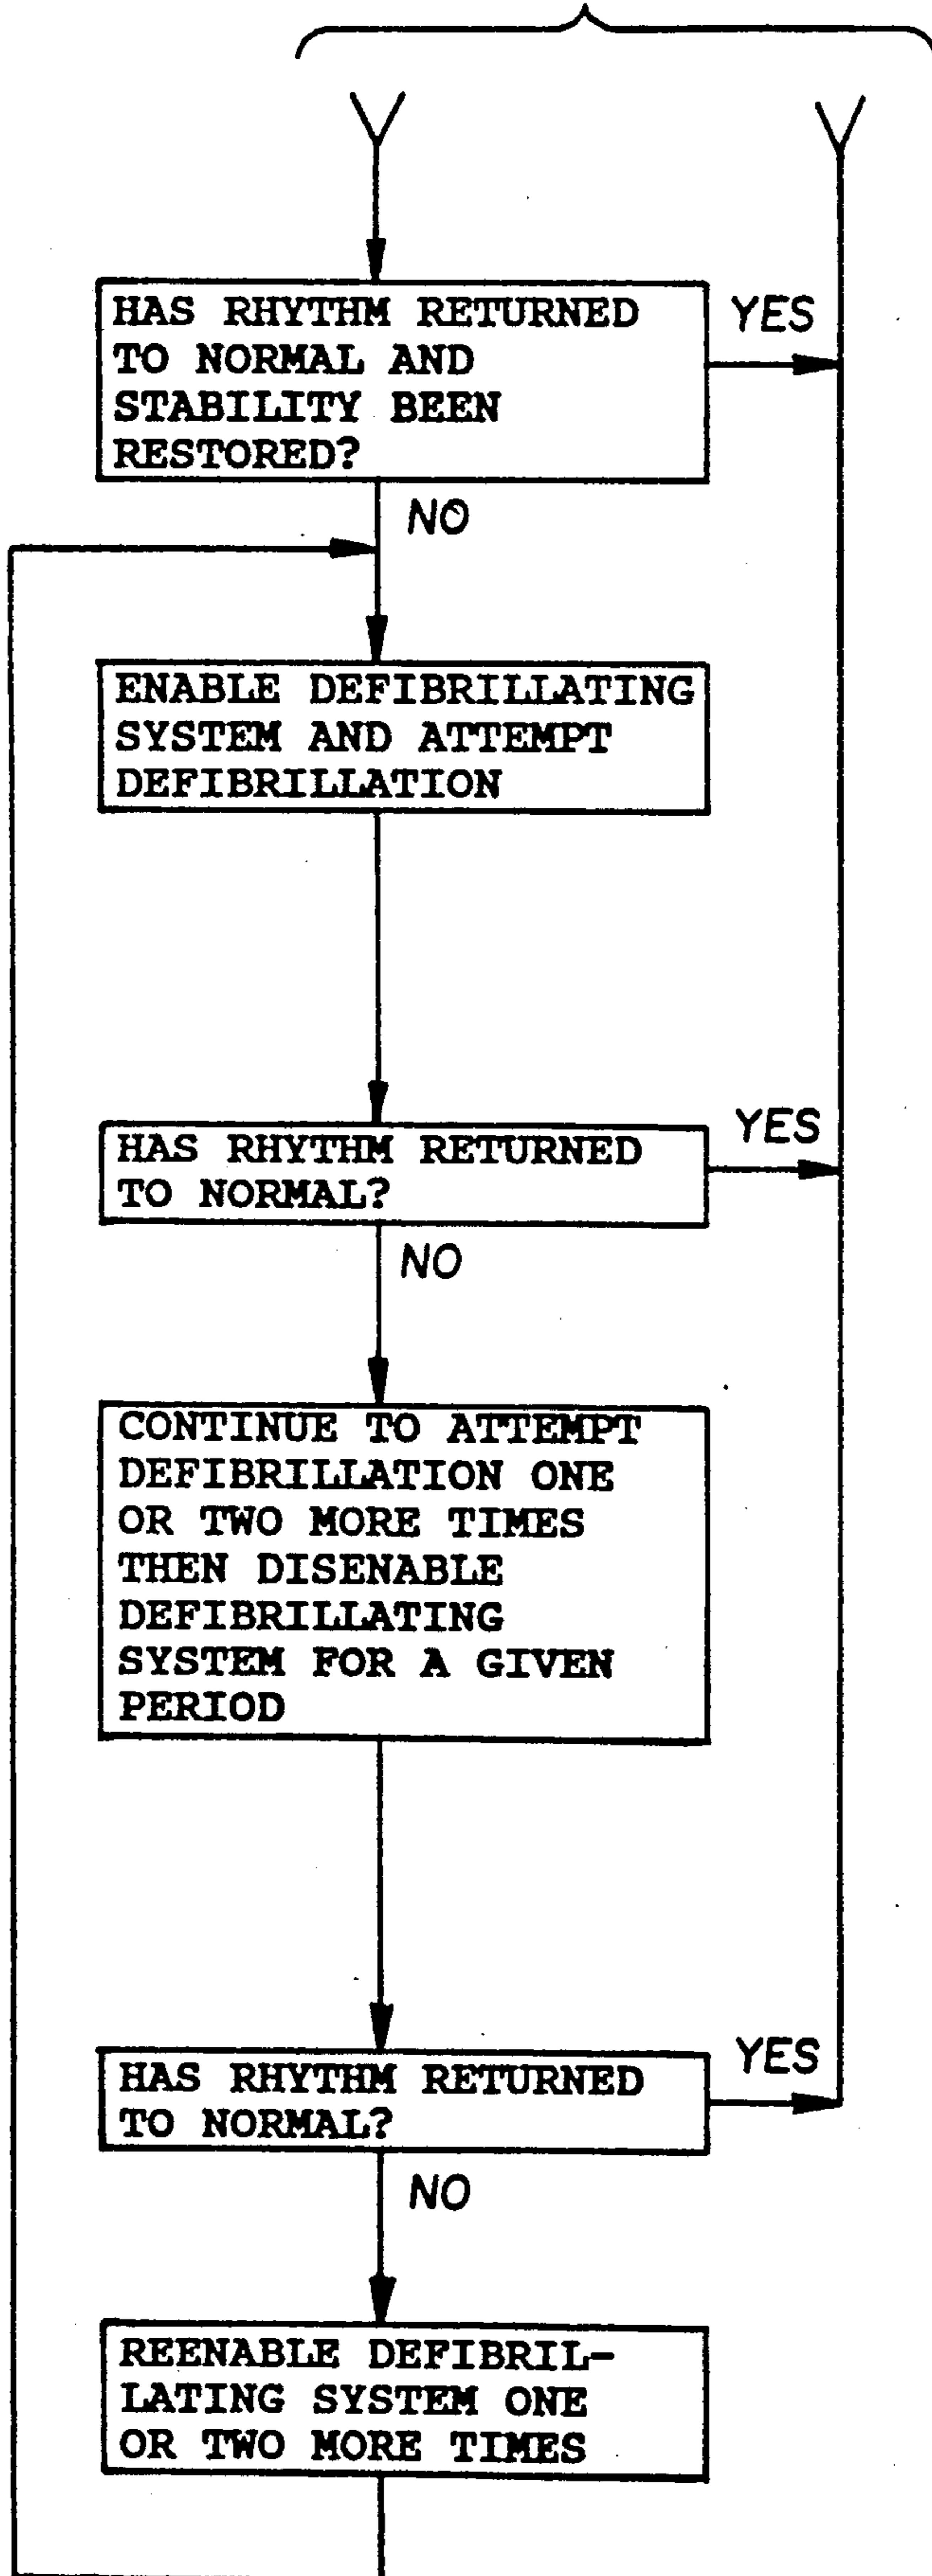 HAS RHYTHM RETURNED
TO NORMAL AND
STABILITY BEEN
RESTORED?
YES
NO
ENABLE DEFIBRILLATING
SYSTEM AND ATTEMPT
DEFIBRILLATION
HAS RHYTHM RETURNED
TO NORMAL?
YES
NO
CONTINUE TO ATTEMPT
DEFIBRILLATION ONE
OR TWO MORE TIMES
THEN DISENABLE
DEFIBRILLATING
SYSTEM FOR A GIVEN
PERIOD
HAS RHYTHM RETURNED
TO NORMAL?
YES
NO
REENABLE DEFIBRIL-
LATING SYSTEM ONE
OR TWO MORE TIMES